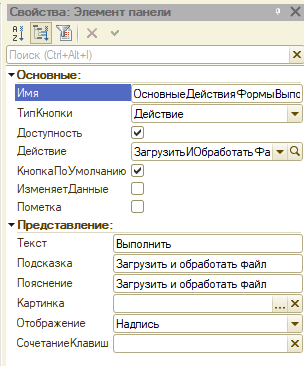 Свойства: Элемент панели
Поиск (Ctrl+Alt+I)
Основные:
Имя ОсновныеДействияФормыВыпо
ТипКнопки Действие
Доступность
Действие ЗагрузитьИОбработатьФа
КнопкаПоУмолчанию
ИзменяетДанные
Пометка
Представление:
Текст Выполнить
Подсказка Загрузить и обработать файл
Пояснение Загрузить и обработать файл
Картинка ...
Отображение Надпись
СочетаниеКлавиш